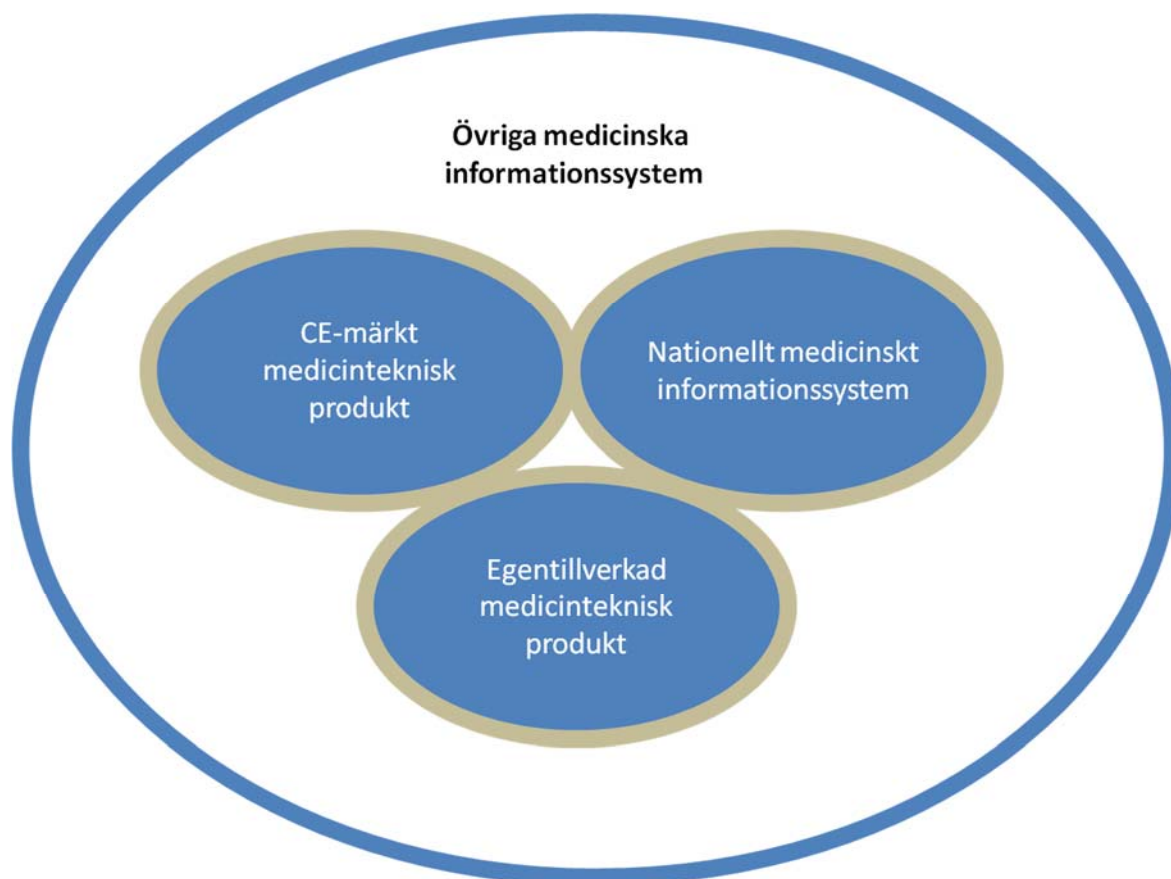 Övriga medicinska
informationssystem
CE-märkt
medicinteknisk
produkt
Nationellt medicinskt
informationssystem
Egentillverkad
medicinteknisk
produkt